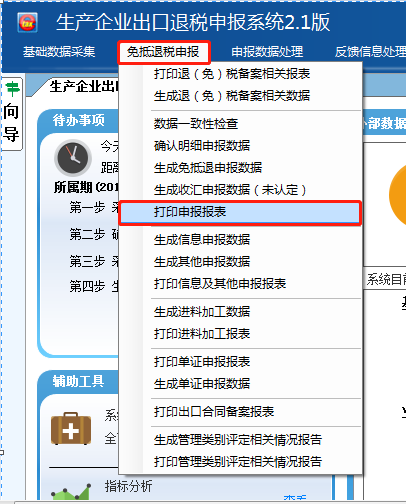 生产企业出口退税申报系统2.1版
基础数据采集 免抵退税申报 申报数据处理 反馈信息处理
向导
生产企业出口
打印退（免）税备案相关报表
生成退（免）税备案相关数据
数据一致性检查
确认明细申报数据
生成免抵退申报数据
生成收汇申报数据（未认定）
打印申报报表
生成信息申报数据
生成其他申报数据
打印信息及其他申报报表
生成进料加工申报
打印进料加工报表
打印单证申报报表
生成单证申报数据
打印出口合同备案报表
生成管理类别评定相关情况报告
打印管理类别评定相关情况报告
待办事项
今天
距离
所属期(201
第一步 采
第二步 确
第三步 采
第四步 生
部数据
系统目前
辅助工具
系
全
指标分析
查看